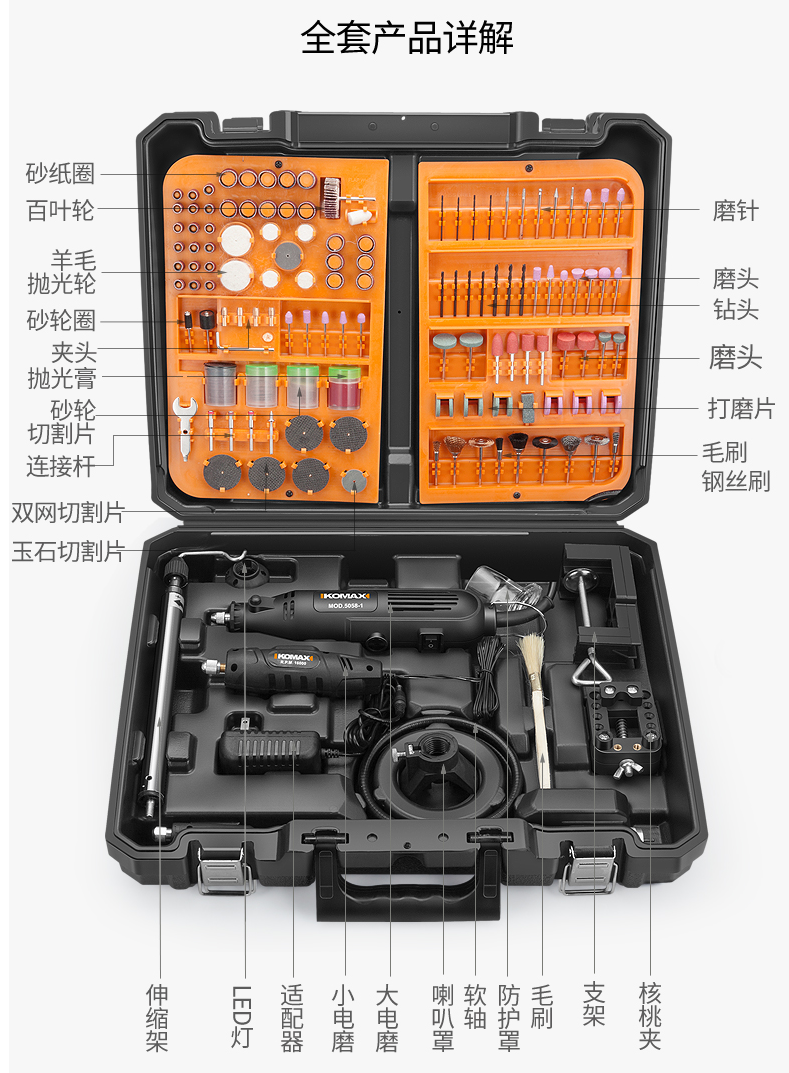 全套产品详解
砂纸圈
百叶轮
羊毛
抛光轮
砂轮圈
夹头
抛光膏
砂轮
切割片
连接杆
双网切割片
玉石切割片
磨针
磨头
钻头
磨头
打磨片
毛刷
钢丝刷
KOMAX
MOD.5058-1
KOMAX
R.P.M 16000
伸缩架
LED灯
适配器
小电磨
大电磨
喇叭罩
软轴
防护罩
毛刷
支架
核桃夹